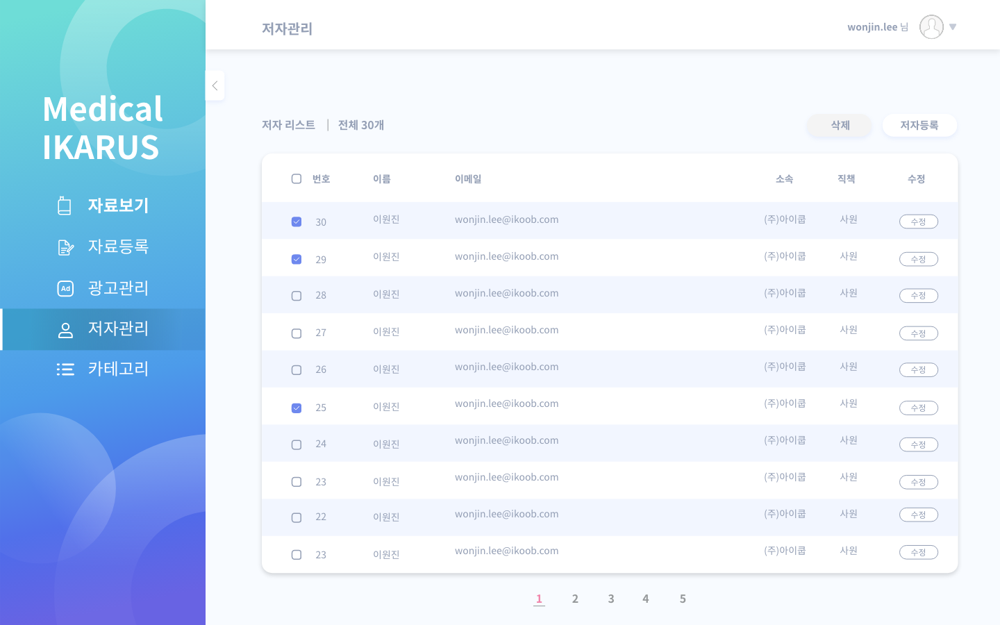 저자관리
wonjin.lee 님
Medical
IKARUS
자료보기
자료등록
Ad 광고관리
저자관리
카테고리
저자 리스트 | 전체 30개
삭제 저자등록
번호 이름 이메일 소속 직책 수정
30 이원진 wonjin.lee@ikoob.com (주)아이쿱 사원 수정
29 이원진 wonjin.lee@ikoob.com (주)아이쿱 사원 수정
28 이원진 wonjin.lee@ikoob.com (주)아이쿱 사원 수정
27 이원진 wonjin.lee@ikoob.com (주)아이쿱 사원 수정
26 이원진 wonjin.lee@ikoob.com (주)아이쿱 사원 수정
25 이원진 wonjin.lee@ikoob.com (주)아이쿱 사원 수정
24 이원진 wonjin.lee@ikoob.com (주)아이쿱 사원 수정
23 이원진 wonjin.lee@ikoob.com (주)아이쿱 사원 수정
22 이원진 wonjin.lee@ikoob.com (주)아이쿱 사원 수정
23 이원진 wonjin.lee@ikoob.com (주)아이쿱 사원 수정
1 2 3 4 5